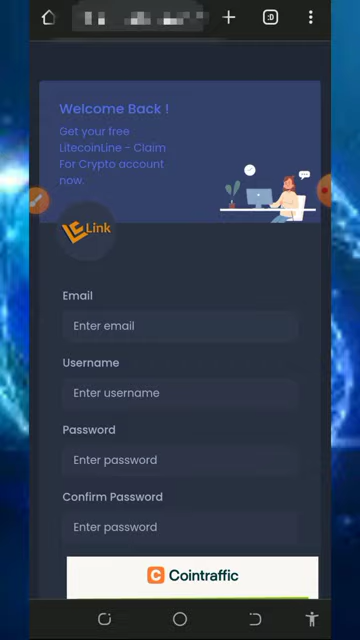 :D
Welcome Back !
Get your free
LitecoinLine - Claim
For Crypto account
now.
Link
Email
Enter email
Username
Enter username
Password
Enter password
Confirm Password
Enter password
C Cointraffic